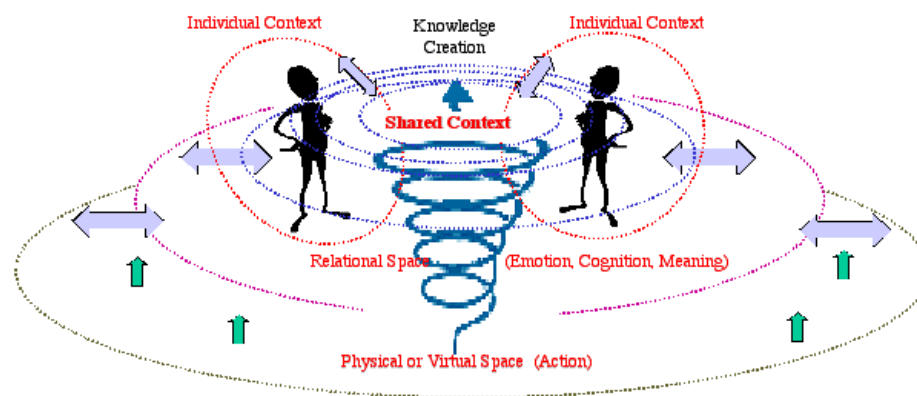 Individual Context
Knowledge
Creation
Individual Context
Shared Context
Relational Space
(Emotion, Cognition, Meaning)
Physical or Virtual Space (Action)